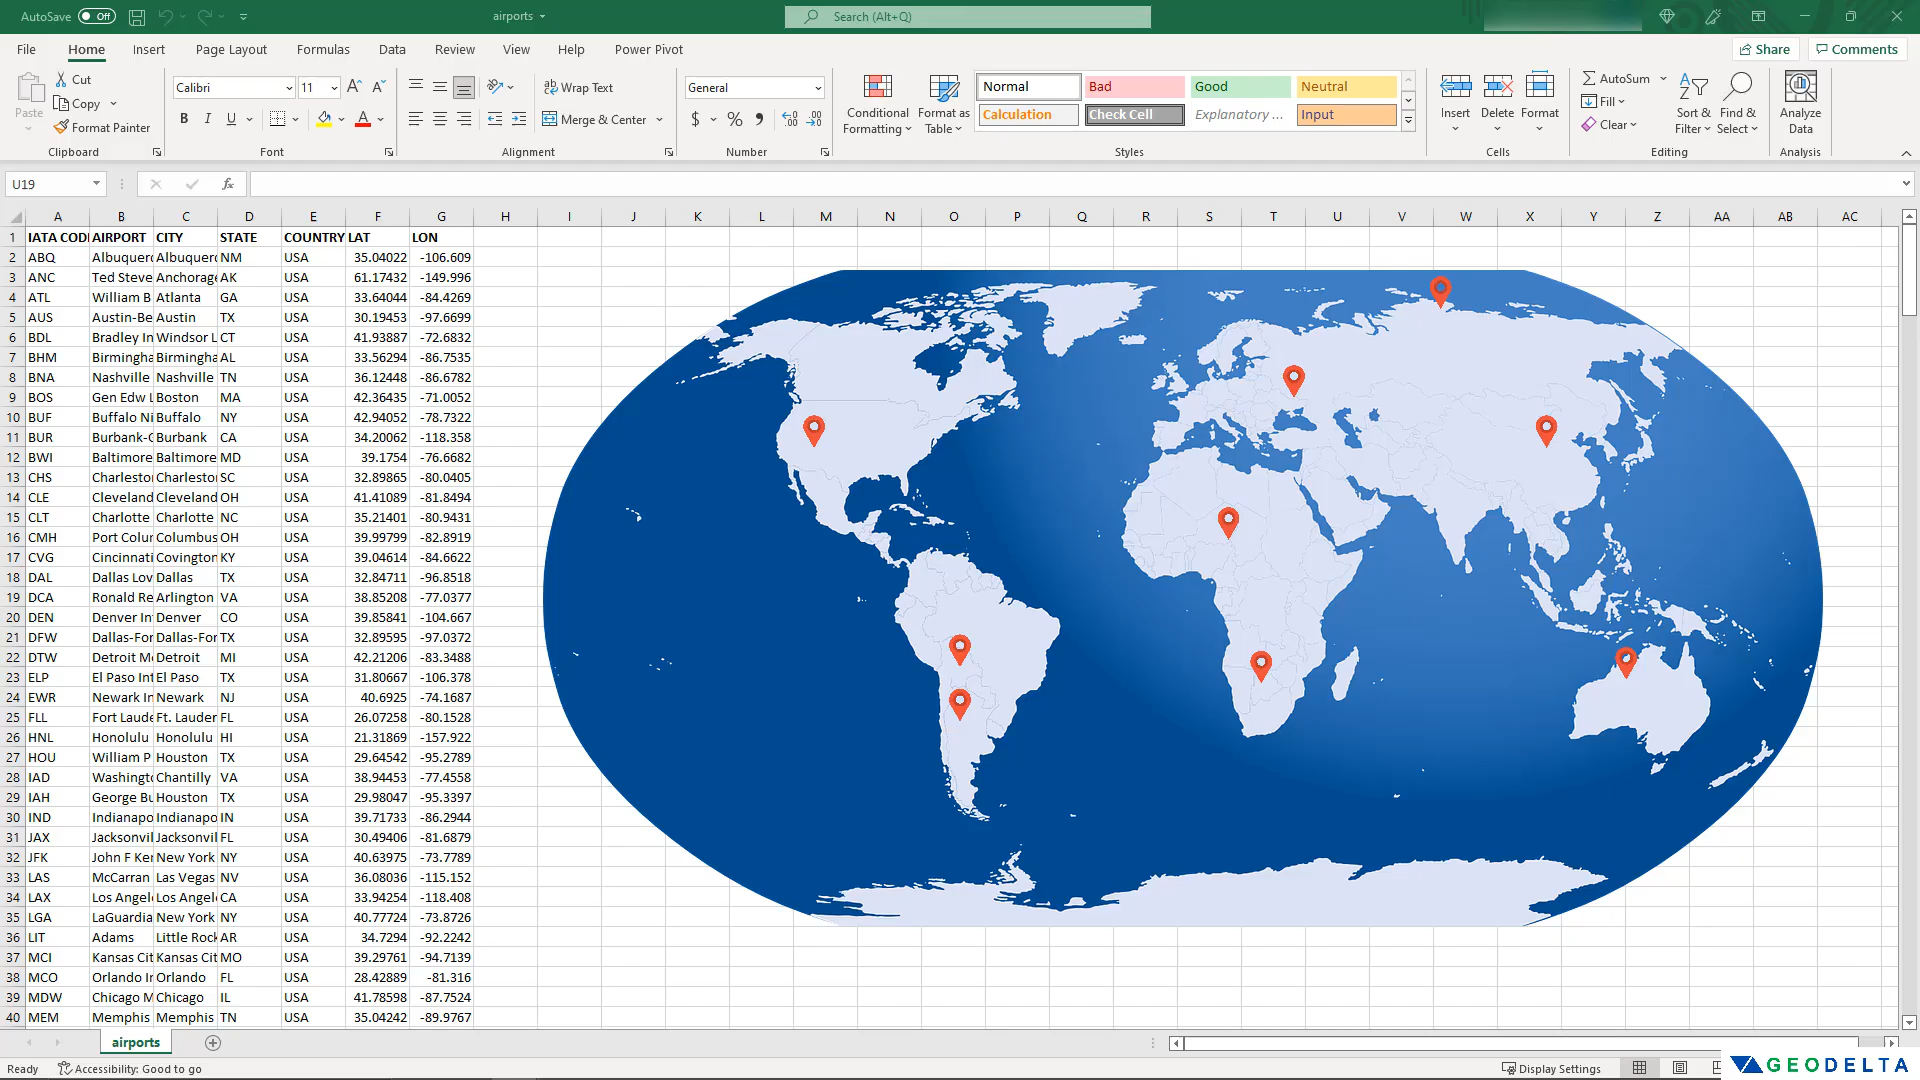 AutoSave Off airports Search (Alt+Q)
File Home Insert Page Layout Formulas Data Review View Help Power Pivot Share Comments
Paste Cut Copy Format Painter Clipboard
Calibri 11 B I U A Font
Wrap Text Merge & Center Alignment
General $ % Number
Conditional Formatting Format as Table
Normal Bad Good Neutral
Calculation Check Cell Explanatory ... Input
Styles
Insert Delete Format Cells
AutoSum Fill Clear Sort & Filter Find & Select Editing
Analyze Data Analysis
U19 fx
A B C D E F G H I J K L M N O P Q R S T U V W X Y Z AA AB AC
1 IATA COD AIRPORT CITY STATE COUNTRY LAT LON
2 ABQ Albuquerc Albuquerc NM USA 35.04022 -106.609
3 ANC Ted Steve Anchorage AK USA 61.17432 -149.996
4 ATL William B Atlanta GA USA 33.64044 -84.4269
5 AUS Austin-Be Austin TX USA 30.19453 -97.6699
6 BDL Bradley In Windsor L CT USA 41.93887 -72.6832
7 BHM Birmingha Birmingha AL USA 33.56294 -86.7535
8 BNA Nashville Nashville TN USA 36.12448 -86.6782
9 BOS Gen Edw L Boston MA USA 42.36435 -71.0052
10 BUF Buffalo Ni Buffalo NY USA 42.94052 -78.7322
11 BUR Burbank-G Burbank CA USA 34.20062 -118.358
12 BWI Baltimore Baltimore MD USA 39.1754 -76.6682
13 CHS Charleston Charleston SC USA 32.89865 -80.0405
14 CLE Cleveland Cleveland OH USA 41.41089 -81.8494
15 CLT Charlotte Charlotte NC USA 35.21401 -80.9431
16 CMH Port Colum Columbus OH USA 39.99799 -82.8919
17 CVG Cincinnati Covington KY USA 39.04614 -84.6622
18 DAL Dallas Lov Dallas TX USA 32.84711 -96.8518
19 DCA Ronald Re Arlington VA USA 38.85208 -77.0377
20 DEN Denver In Denver CO USA 39.85841 -104.667
21 DFW Dallas-For Dallas-For TX USA 32.89595 -97.0372
22 DTW Detroit Me Detroit MI USA 42.21206 -83.3488
23 ELP El Paso Int El Paso TX USA 31.80667 -106.378
24 EWR Newark In Newark NJ USA 40.6925 -74.1687
25 FLL Fort Laude Ft. Lauder FL USA 26.07258 -80.1528
26 HNL Honolulu Honolulu HI USA 21.31869 -157.922
27 HOU William P Houston TX USA 29.64542 -95.2789
28 IAD Washingto Chantilly VA USA 38.94453 -77.4558
29 IAH George Bu Houston TX USA 29.98047 -95.3397
30 IND Indianapo Indianapo IN USA 39.71733 -86.2944
31 JAX Jacksonvil Jacksonvil FL USA 30.49406 -81.6879
32 JFK John F Ken New York NY USA 40.63975 -73.7789
33 LAS McCarran Las Vegas NV USA 36.08036 -115.152
34 LAX Los Angel Los Angel CA USA 33.94254 -118.408
35 LGA LaGuardia New York NY USA 40.77724 -73.8726
36 LIT Adams Little Rock AR USA 34.7294 -92.2242
37 MCI Kansas Cit Kansas Cit MO USA 39.29761 -94.7139
38 MCO Orlando In Orlando FL USA 28.42889 -81.316
39 MDW Chicago M Chicago IL USA 41.78598 -87.7524
40 MEM Memphis Memphis TN USA 35.04242 -89.9767
airports
Ready Accessibility: Good to go Display Settings
GEODELTA